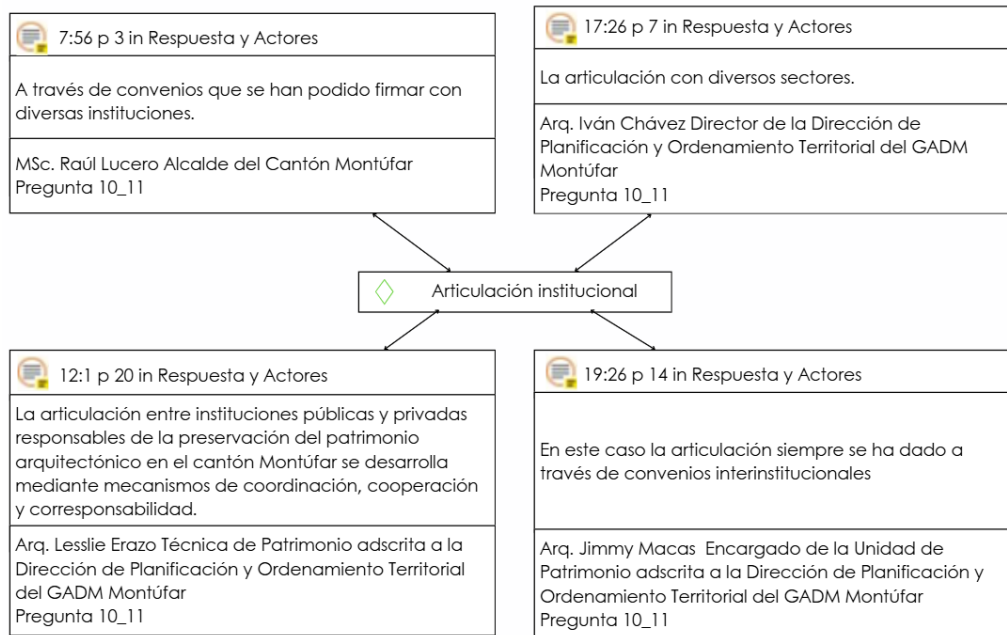 7:56 p 3 in Respuesta y Actores
A través de convenios que se han podido firmar con
diversas instituciones.
MSc. Raúl Lucero Alcalde del Cantón Montúfar
Pregunta 10_11
17:26 p 7 in Respuesta y Actores
La articulación con diversos sectores.
Arq. Iván Chávez Director de la Dirección de
Planificación y Ordenamiento Territorial del GADM
Montúfar
Pregunta 10_11
Articulación institucional
12:1 p 20 in Respuesta y Actores
La articulación entre instituciones públicas y privadas
responsables de la preservación del patrimonio
arquitectónico en el cantón Montúfar se desarrolla
mediante mecanismos de coordinación, cooperación
y corresponsabilidad.
Arq. Lesslie Erazo Técnica de Patrimonio adscrita a la
Dirección de Planificación y Ordenamiento Territorial
del GADM Montúfar
Pregunta 10_11
19:26 p 14 in Respuesta y Actores
En este caso la articulación siempre se ha dado a
través de convenios interinstitucionales
Arq. Jimmy Macas  Encargado de la Unidad de
Patrimonio adscrita a la Dirección de Planificación y
Ordenamiento Territorial del GADM Montúfar
Pregunta 10_11